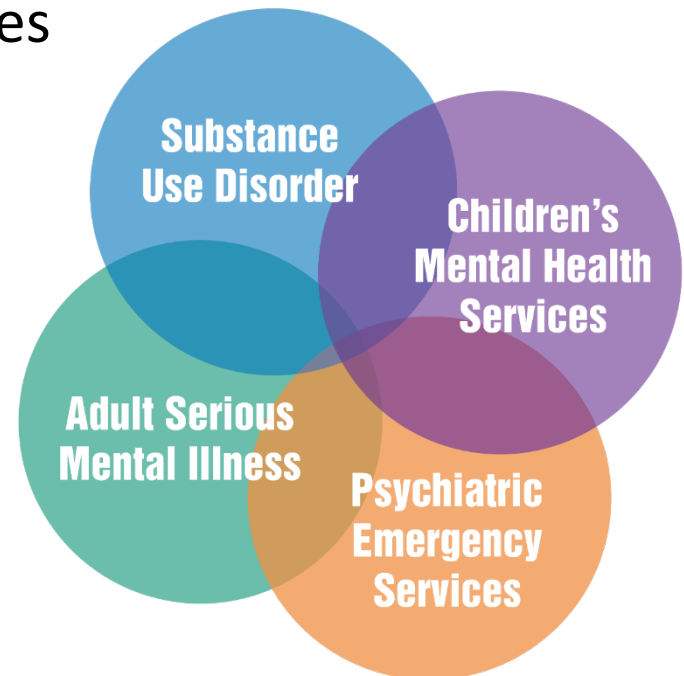 es
Substance
Use Disorder
Children's
Mental Health
Services
Adult Serious
Mental Illness
Psychiatric
Emergency
Services